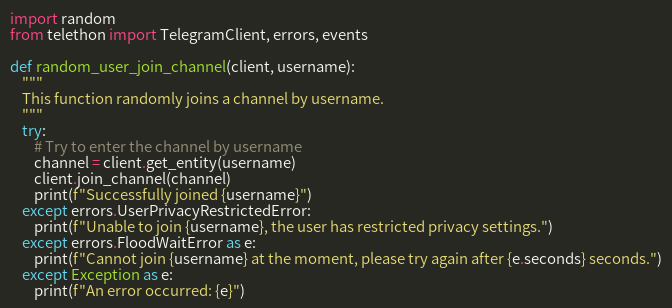 import random
from telethon import TelegramClient, errors, events

def random_user_join_channel(client, username):
    """
    This function randomly joins a channel by username.
    """
    try:
        # Try to enter the channel by username
        channel = client.get_entity(username)
        client.join_channel(channel)
        print(f"Successfully joined {username}")
    except errors.UserPrivacyRestrictedError:
        print(f"Unable to join {username}, the user has restricted privacy settings.")
    except errors.FloodWaitError as e:
        print(f"Cannot join {username} at the moment, please try again after {e.seconds} seconds.")
    except Exception as e:
        print(f"An error occurred: {e}")